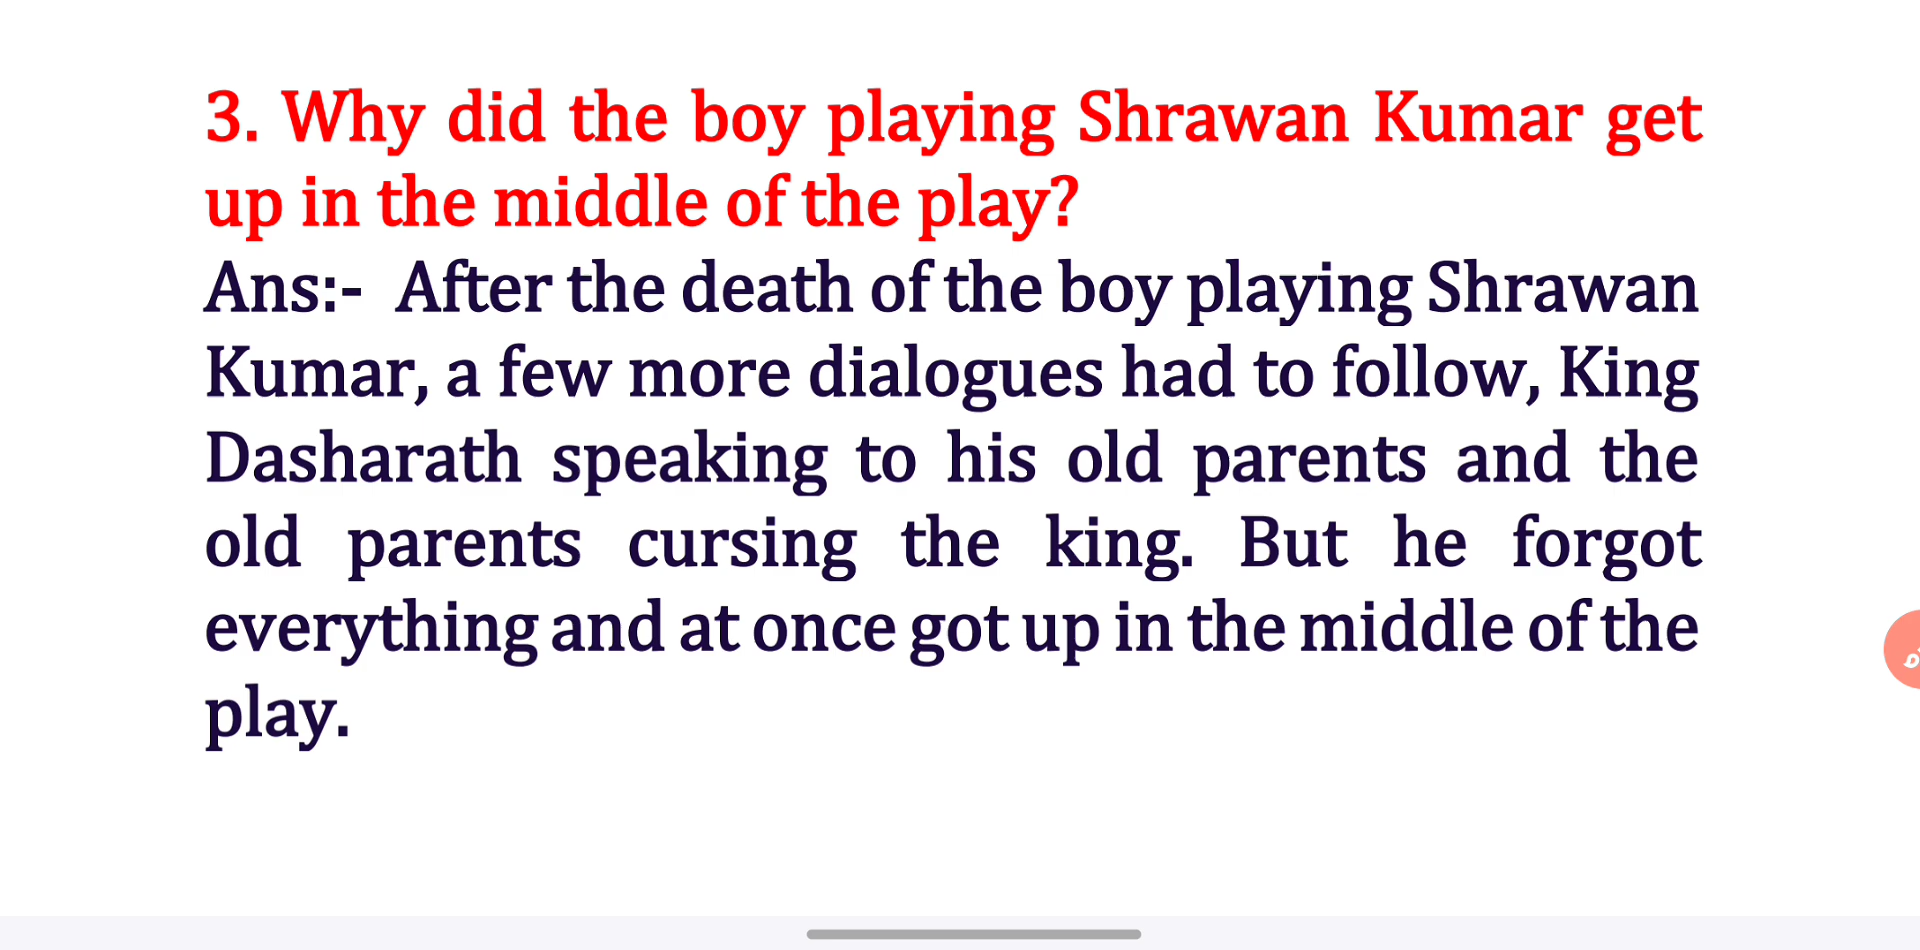 3. Why did the boy playing Shrawan Kumar get
up in the middle of the play?
Ans:- After the death of the boy playing Shrawan
Kumar, a few more dialogues had to follow, King
Dasharath speaking to his old parents and the
old parents cursing the king. But he forgot
everything and at once got up in the middle of the
play.